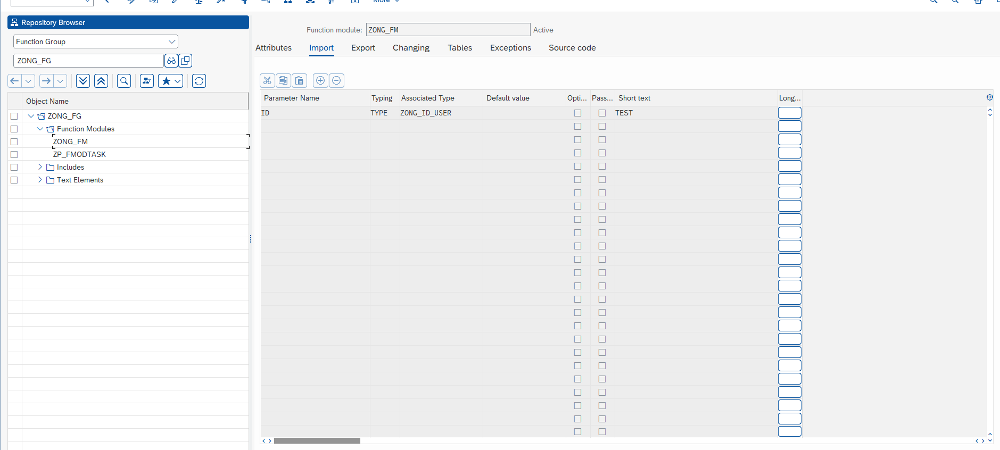 More
Repository Browser
Function Group
ZONG_FG
Object Name
ZONG_FG
Function Modules
ZONG_FM
ZP_FMODTASK
Includes
Text Elements
Function module: ZONG_FM Active
Attributes Import Export Changing Tables Exceptions Source code
Parameter Name Typing Associated Type Default value Opti... Pass... Short text Long...
ID TYPE ZONG_ID_USER TEST